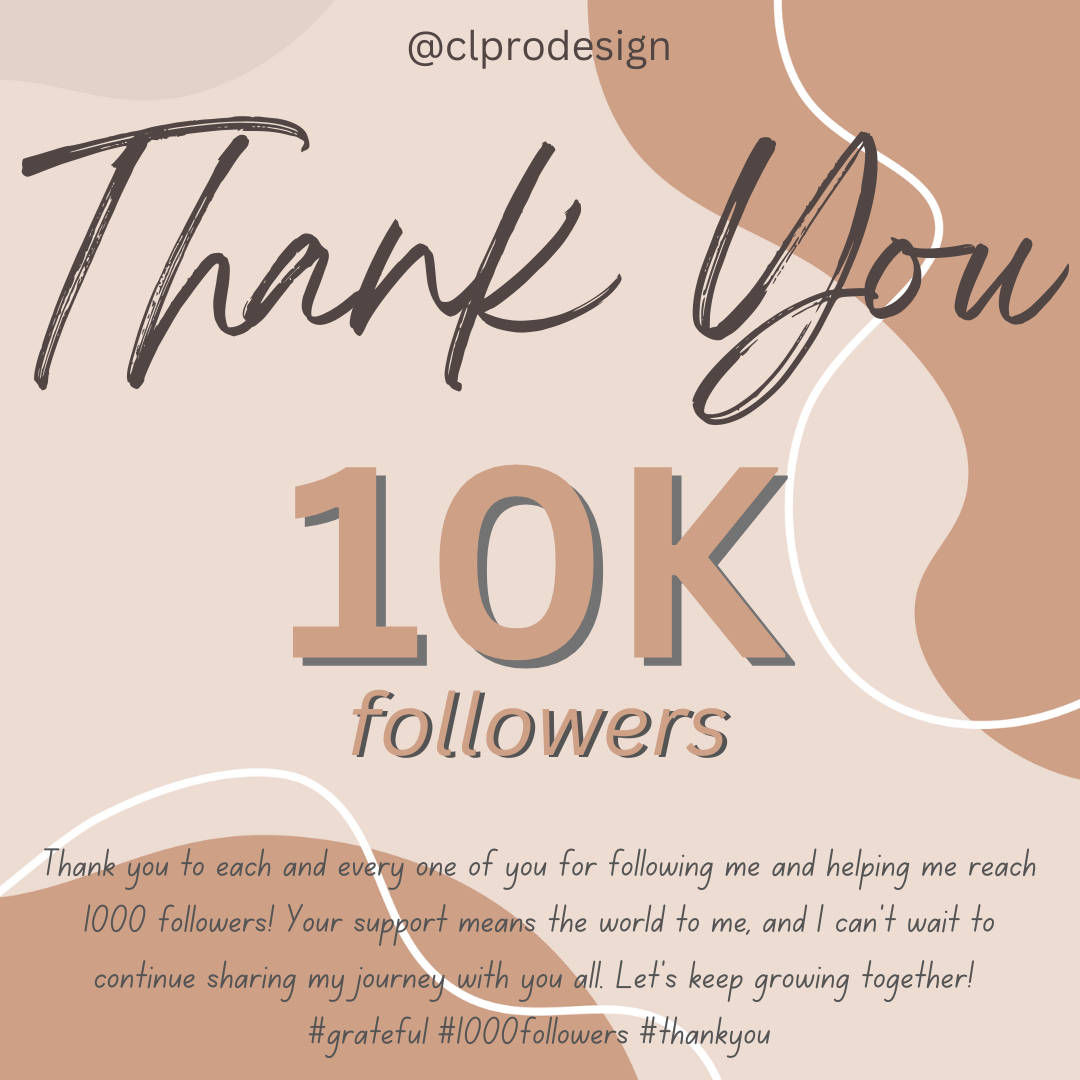 @clprodesign
Thank You
10K
followers
Thank you to each and every one of you for following me and helping me reach
1000 followers! Your support means the world to me, and I can't wait to
continue sharing my journey with you all. Let's keep growing together!
#grateful #1000followers #thankyou